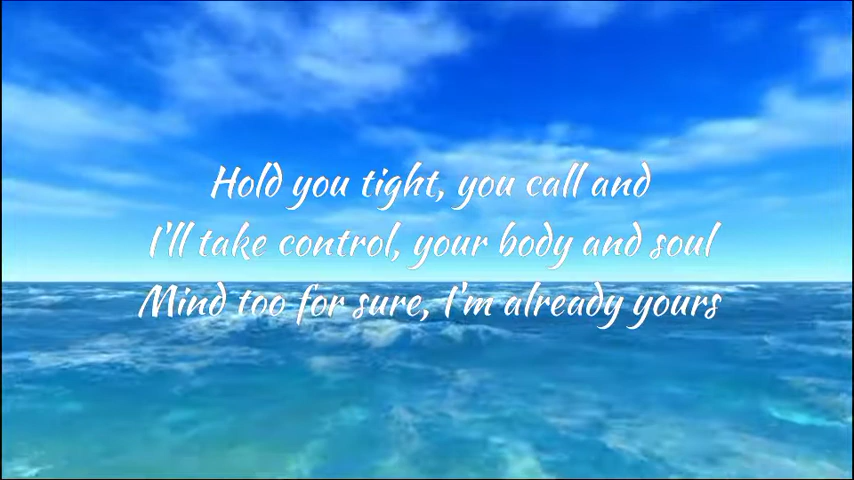 Hold you tight, you call and
I'll take control, your body and soul
Mind too for sure, I'm already yours